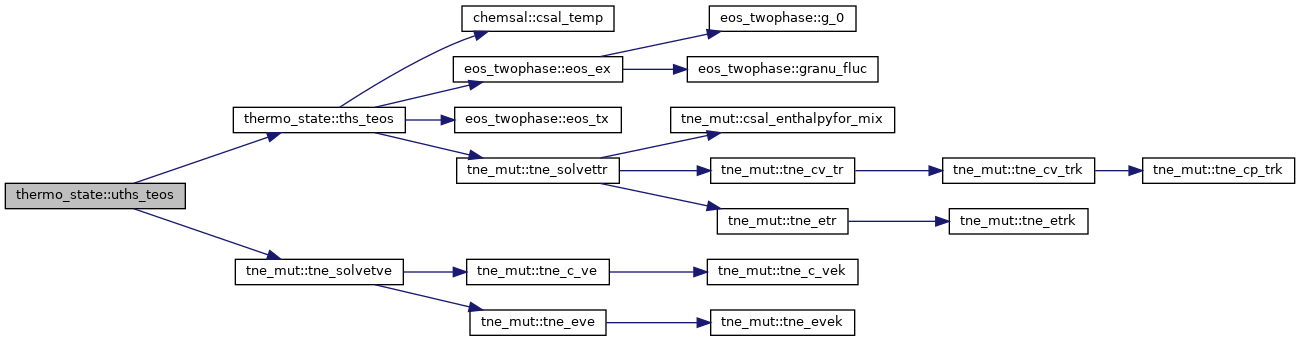 chemsal::csal_temp
eos_twophase::g_0
eos_twophase::eos_ex
eos_twophase::granu_fluc
thermo_state::ths_teos
eos_twophase::eos_tx
tne_mut::csal_enthalpyfor_mix
tne_mut::tne_solvettr
tne_mut::tne_cv_tr
tne_mut::tne_cv_trk
tne_mut::tne_cp_trk
thermo_state::uths_teos
tne_mut::tne_etr
tne_mut::tne_etrk
tne_mut::tne_solvetve
tne_mut::tne_c_ve
tne_mut::tne_c_vek
tne_mut::tne_eve
tne_mut::tne_evek